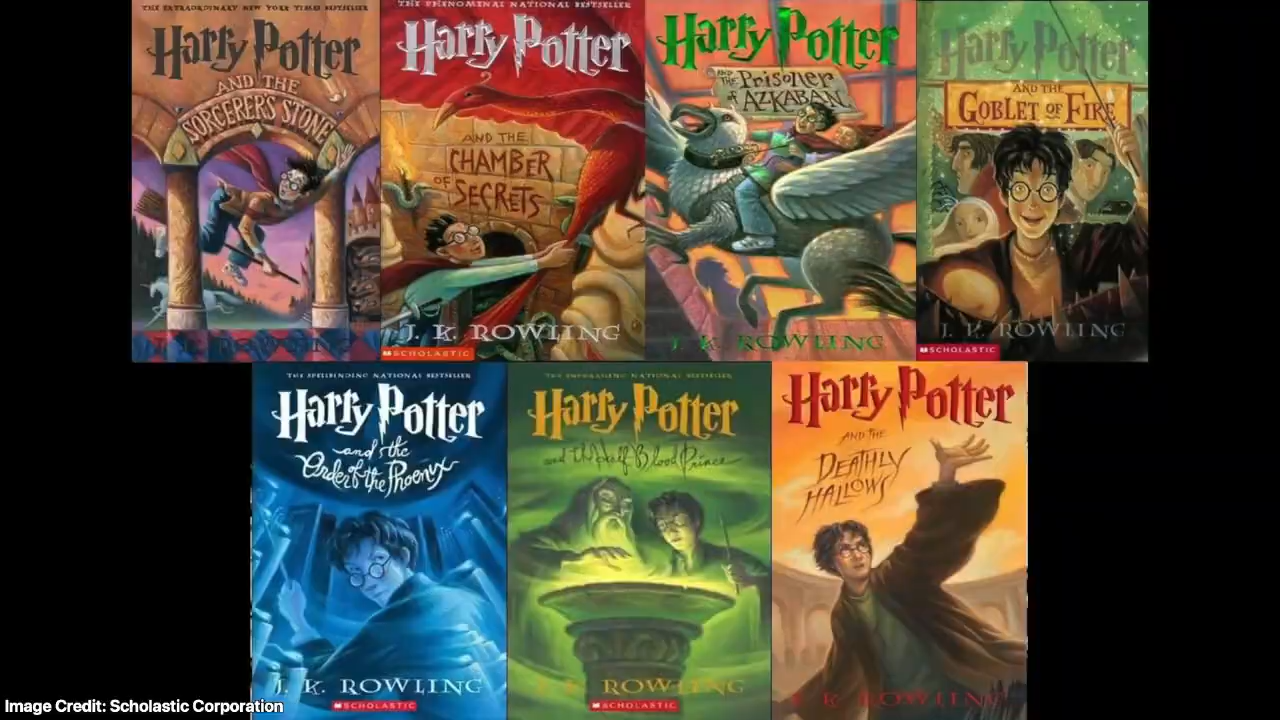 THE EXTRAORDINARY NEW YORK TIMES BESTSELLER
Harry Potter
AND THE
SORCERER'S STONE
J. K. ROWLING
THE PHENOMENAL NATIONAL BESTSELLER
Harry Potter
AND THE
CHAMBER
OF
SECRETS
J. K. ROWLING
SCHOLASTIC
Harry Potter
AND THE Prisoner
of AZKABAN
J. K. ROWLING
Harry Potter
AND THE
GOBLET OF FIRE
J. K. ROWLING
SCHOLASTIC
THE SPELLBINDING NATIONAL BESTSELLER
Harry Potter
and the
Order of the Phoenix
J. K. ROWLING
SCHOLASTIC
NATIONAL BESTSELLER
Harry Potter
and the Half Blood Prince
J. K. ROWLING
SCHOLASTIC
Harry Potter
AND THE
DEATHLY
HALLOWS
J. K. ROWLING
Image Credit: Scholastic Corporation